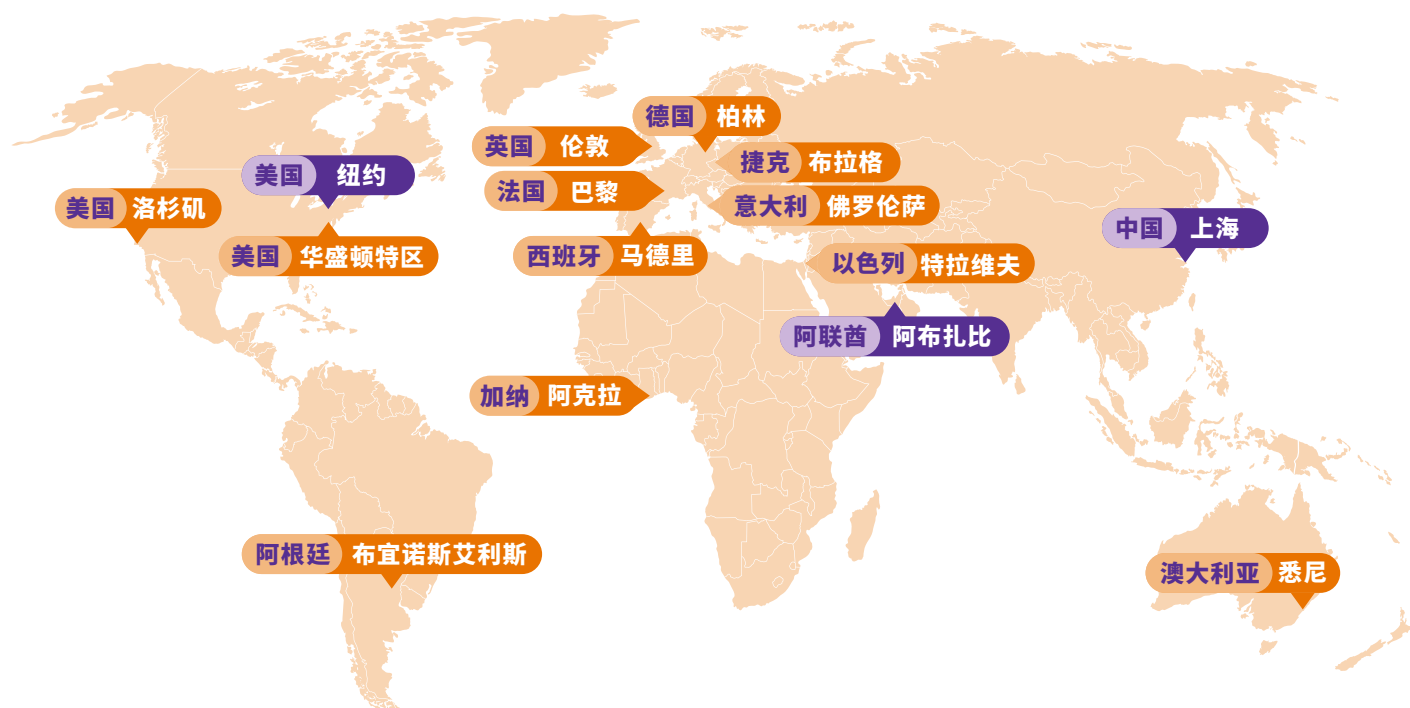 德国 柏林
英国 伦敦
捷克 布拉格
美国 纽约
法国 巴黎
美国 洛杉矶
意大利 佛罗伦萨
中国 上海
美国 华盛顿特区
西班牙 马德里
以色列 特拉维夫
阿联酋 阿布扎比
加纳 阿克拉
阿根廷 布宜诺斯艾利斯
澳大利亚 悉尼